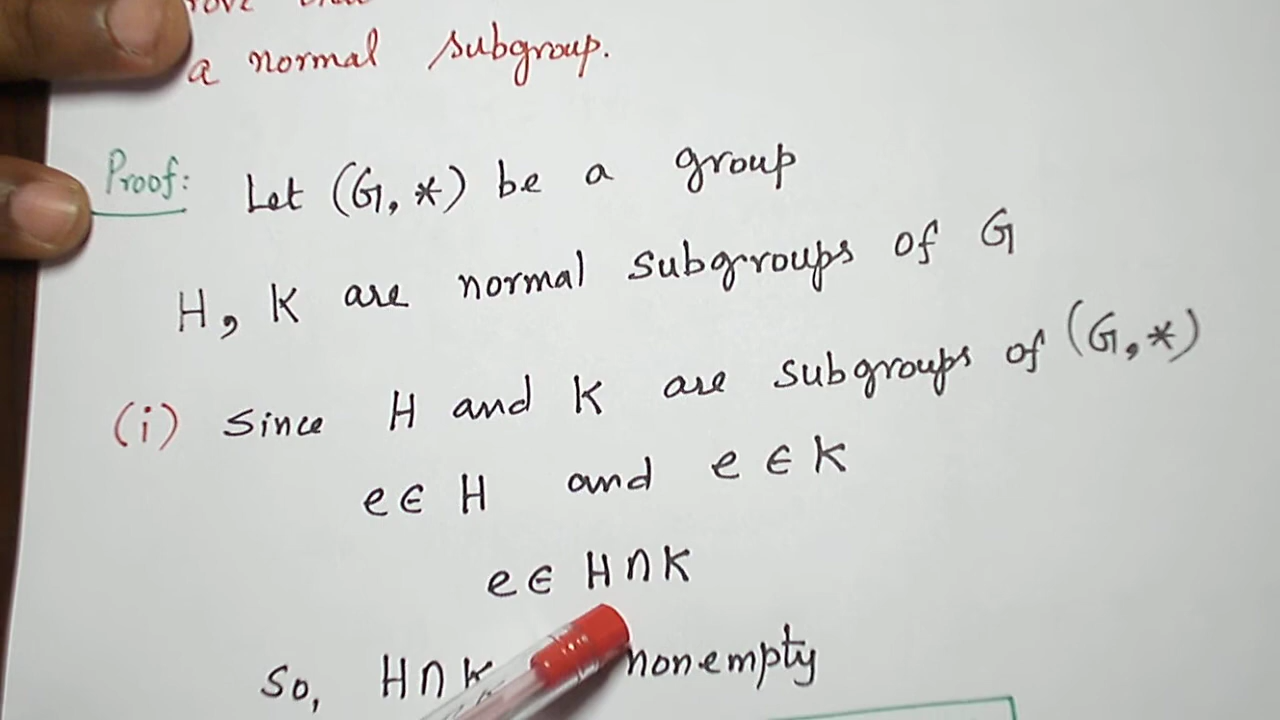 a normal subgroup.
Proof: Let (G, *) be a group
H, K are normal subgroups of G
(i) Since H and K are subgroups of (G, *)
e ∈ H and e ∈ K
e ∈ H ∩ K
So, H ∩ K nonempty